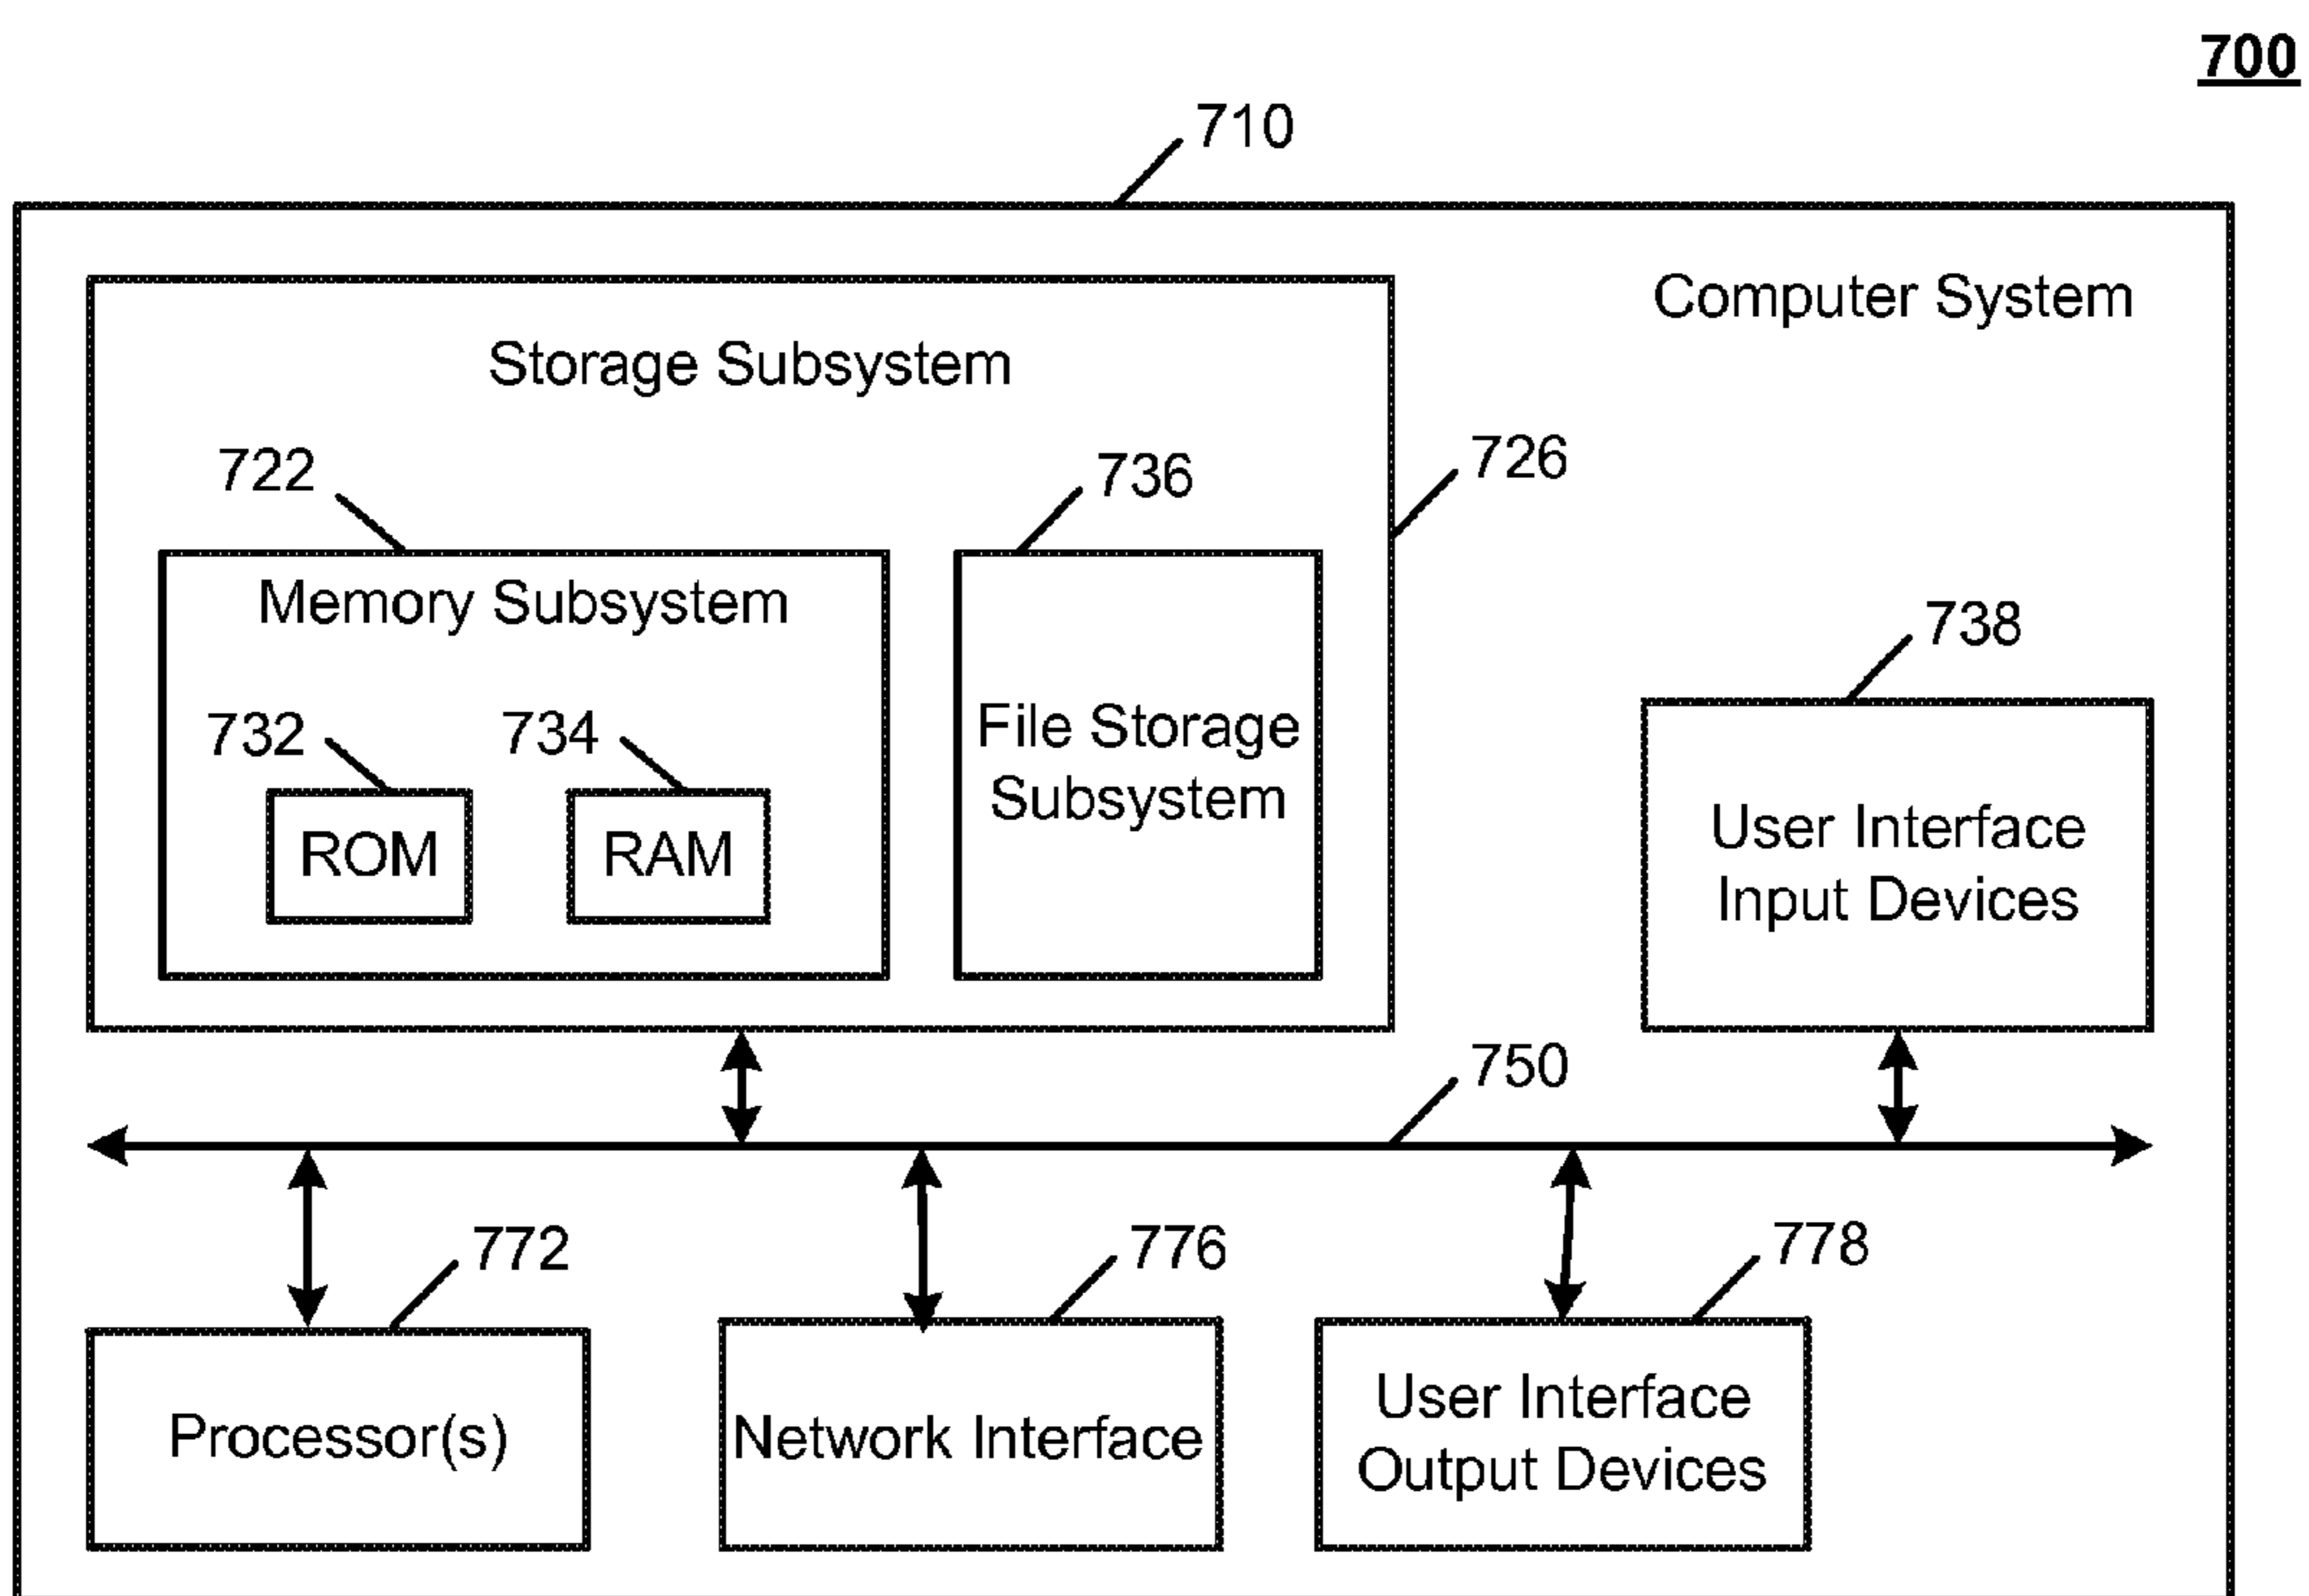 700
710
Computer System
Storage Subsystem
722
736
726
Memory Subsystem
738
732
734
File Storage
Subsystem
ROM
RAM
User Interface
Input Devices
750
772
776
778
Processor(s)
Network Interface
User Interface
Output Devices